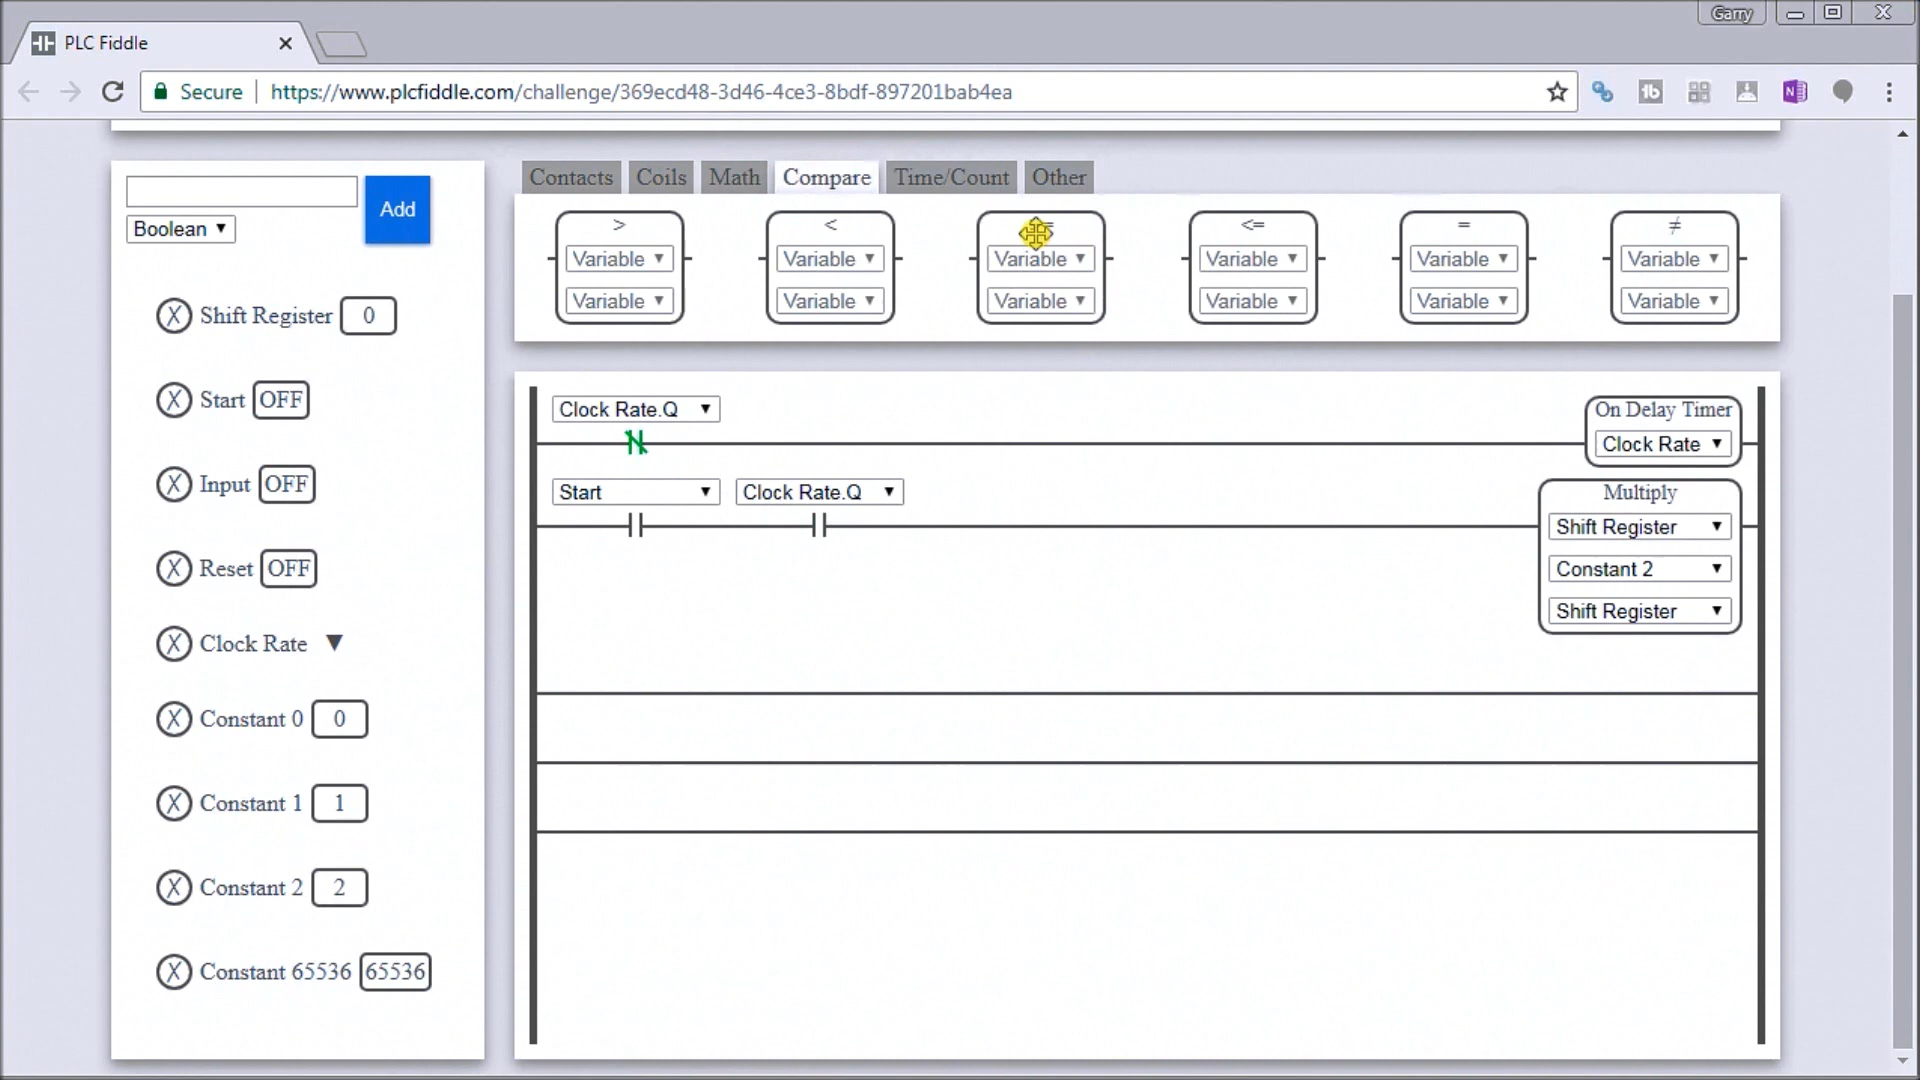 Garry
PLC Fiddle
Secure https://www.plcfiddle.com/challenge/369ecd48-3d46-4ce3-8bdf-897201bab4ea
Contacts Coils Math Compare Time/Count Other
Add
Boolean
> < = <= = ≠
Variable Variable Variable Variable Variable Variable
Variable Variable Variable Variable Variable Variable
Shift Register 0
Start OFF
Input OFF
Reset OFF
Clock Rate
Constant 0 0
Constant 1 1
Constant 2 2
Constant 65536 65536
Clock Rate.Q
On Delay Timer
Clock Rate
Start Clock Rate.Q
Multiply
Shift Register
Constant 2
Shift Register